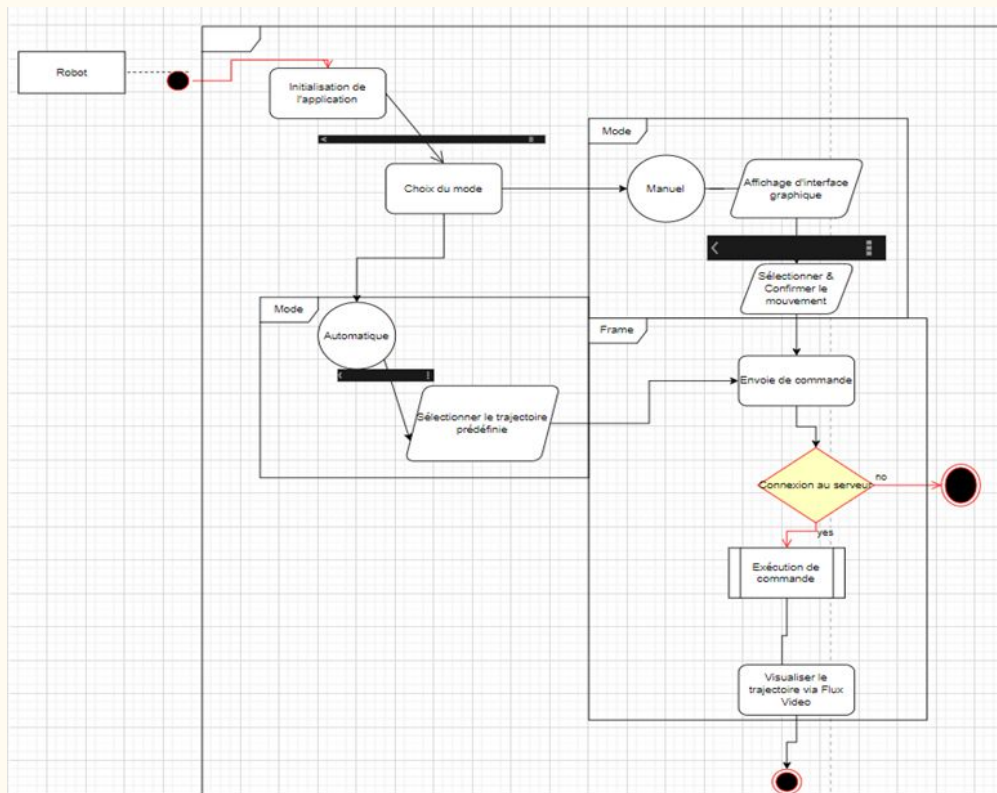 Robot
Initialisation de
l'application
Choix du mode
Mode
Manuel
Affichage d'interface
graphique
Sélectionner &
Confirmer le
mouvement
Mode
Automatique
Sélectionner le trajectoire
prédéfinie
Frame
Envoie de commande
Connexion au serveur
no
yes
Exécution de
commande
Visualiser le
trajectoire via Flux
Video